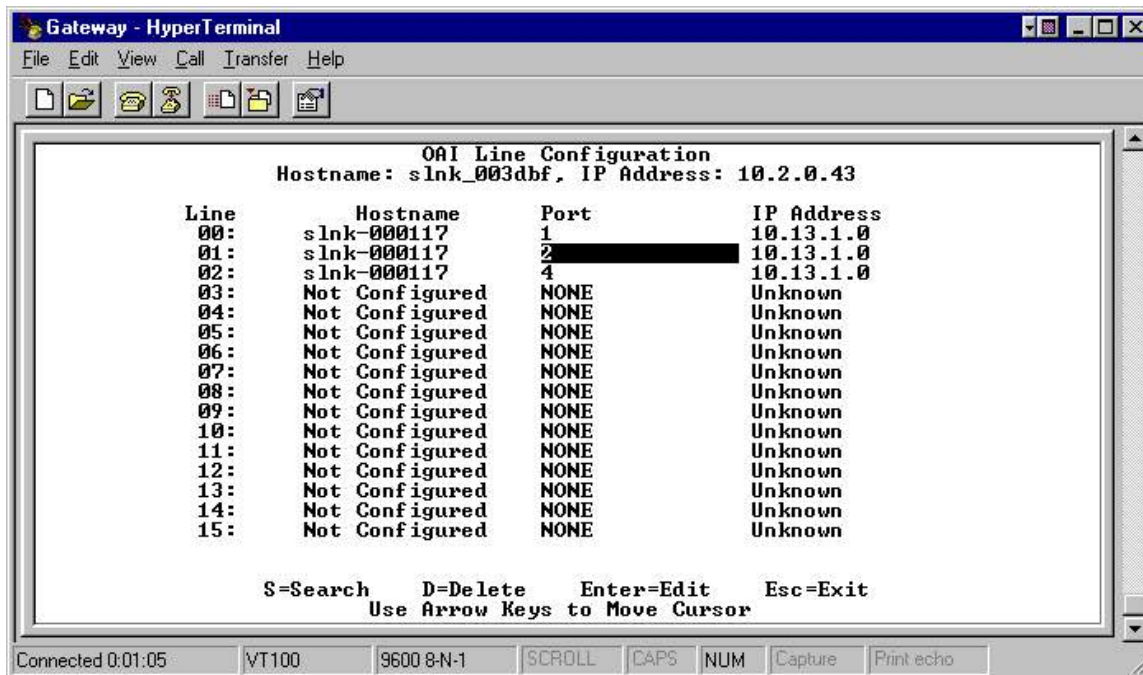 Gateway - HyperTerminal
File Edit View Call Transfer Help
OAI Line Configuration
Hostname: slnk_003dbf, IP Address: 10.2.0.43
Line Hostname Port IP Address
00: slnk-000117 1 10.13.1.0
01: slnk-000117 2 10.13.1.0
02: slnk-000117 4 10.13.1.0
03: Not Configured NONE Unknown
04: Not Configured NONE Unknown
05: Not Configured NONE Unknown
06: Not Configured NONE Unknown
07: Not Configured NONE Unknown
08: Not Configured NONE Unknown
09: Not Configured NONE Unknown
10: Not Configured NONE Unknown
11: Not Configured NONE Unknown
12: Not Configured NONE Unknown
13: Not Configured NONE Unknown
14: Not Configured NONE Unknown
15: Not Configured NONE Unknown
S=Search D=Delete Enter=Edit Esc=Exit
Use Arrow Keys to Move Cursor
Connected 0:01:05 VT100 9600 8-N-1 SCROLL CAPS NUM Capture Print echo